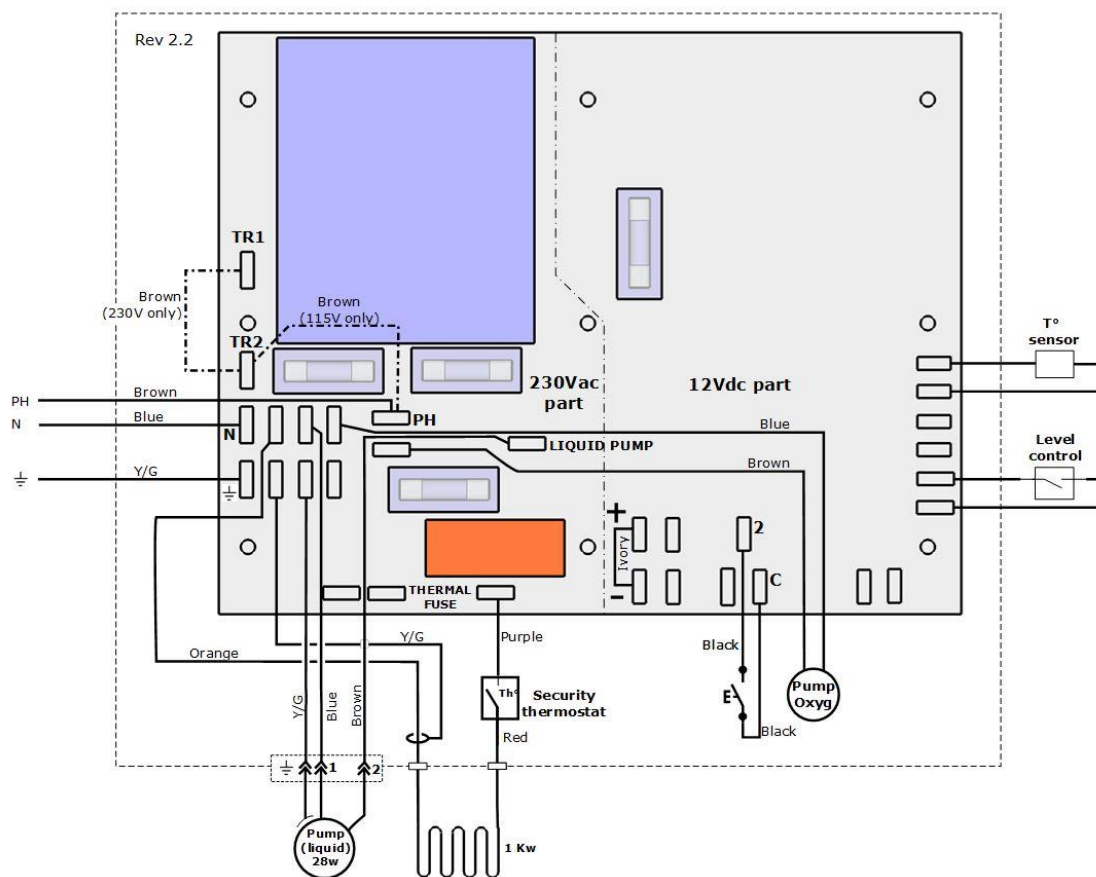 Rev 2.2
TR1
Brown
(230V only)
Brown
(115V only)
TR2
230Vac
part
12Vdc part
T°
sensor
PH
Brown
PH
N
Blue
N
Blue
LIQUID PUMP
Level
control
Brown
Y/G
+
Ivory
-
2
C
THERMAL
FUSE
Y/G
Purple
Orange
Black
Pump
Oxyg
Th°
Security
thermostat
E
Y/G
Blue
Brown
Red
Black
1
2
Pump
(liquid)
28w
1 Kw